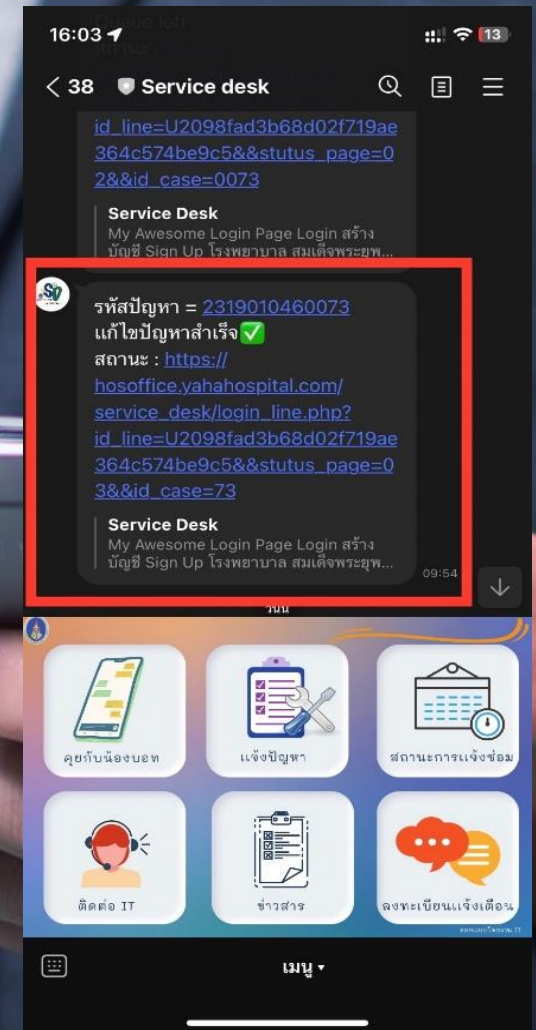 16:03
13
< 38 Service desk
id_line=U2098fad3b68d02f719ae
364c574be9c5&&stutus_page=0
2&&id_case=0073
Service Desk
My Awesome Login Page Login สร้าง
บัญชี Sign Up โรงพยาบาล สมเด็จพระยุพ...
รหัสปัญหา = 2319010460073
แก้ไขปัญหาสำเร็จ✅
สถานะ : https://
hosoffice.yahahospital.com/
service_desk/login_line.php?
id_line=U2098fad3b68d02f719ae
364c574be9c5&&stutus_page=0
3&&id_case=73
Service Desk
My Awesome Login Page Login สร้าง
บัญชี Sign Up โรงพยาบาล สมเด็จพระยุพ...
09:54
วันนี้
คุยกับน้องบอท
แจ้งปัญหา
สถานะการแจ้งซ่อม
ติดต่อ IT
ข่าวสาร
ลงทะเบียนแจ้งเตือน
เมนู ▾